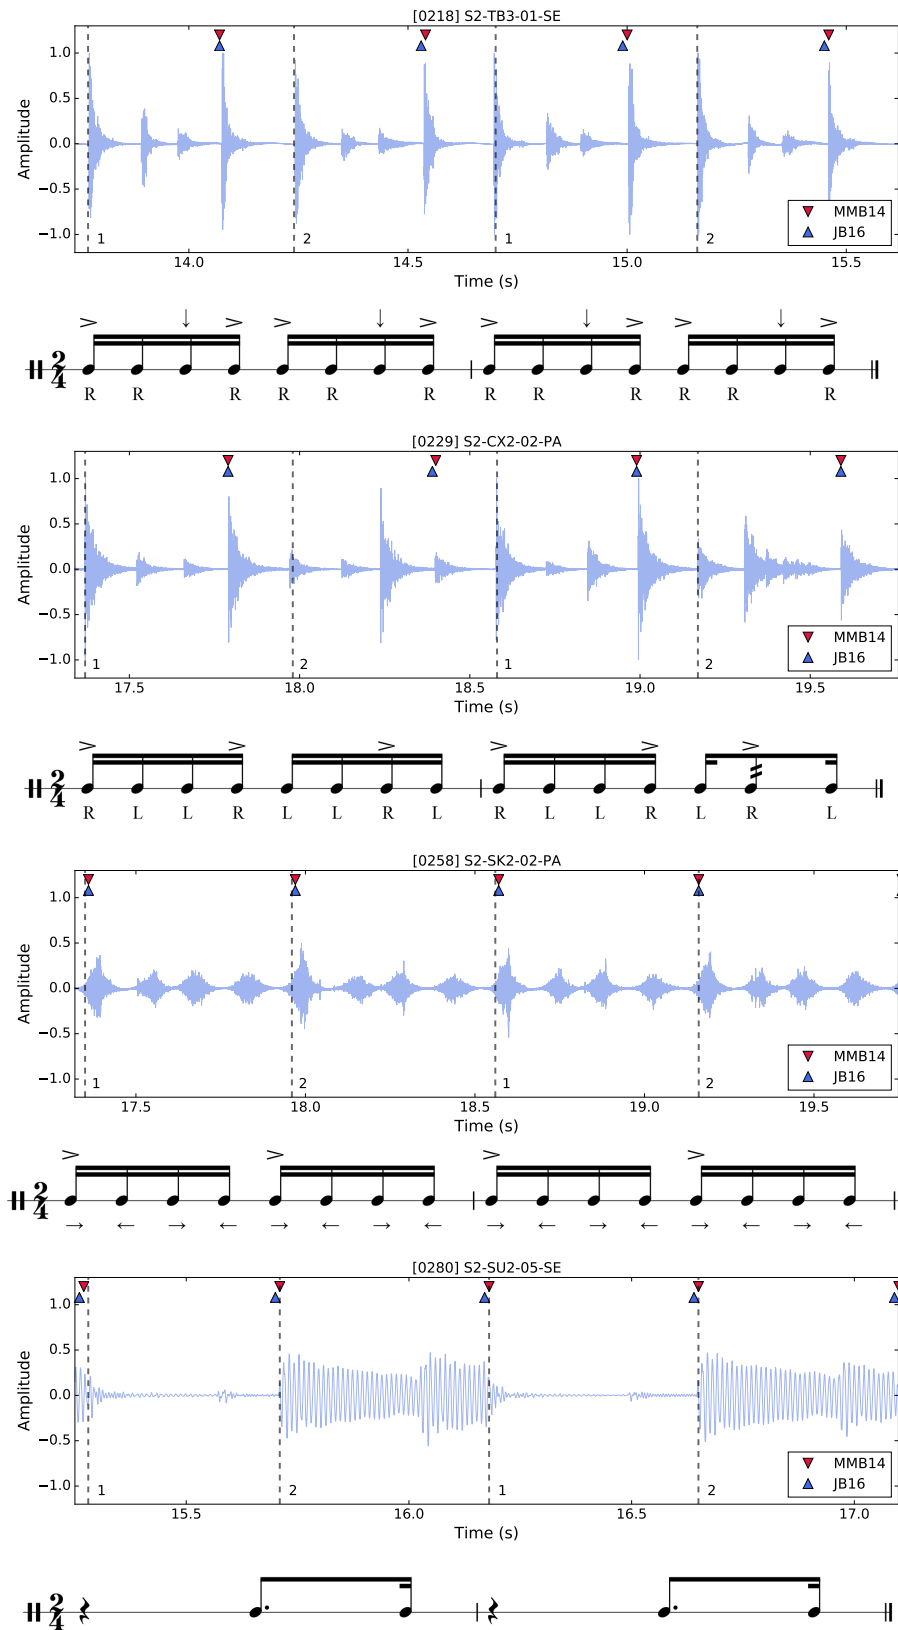 [0218] S2-TB3-01-SE
1.0
0.5
0.0
−0.5
−1.0
Amplitude
1 2 1 2
MMB14
JB16
14.0 14.5 15.0 15.5
Time (s)
> ↓ > > ↓ > > ↓ > > ↓ >
2
4
R R R R R R R R R R R R
[0229] S2-CX2-02-PA
1.0
0.5
0.0
−0.5
−1.0
Amplitude
1 2 1 2
MMB14
JB16
17.5 18.0 18.5 19.0 19.5
Time (s)
> > > > > >
2
4
R L L R L L R L R L L R L R L
[0258] S2-SK2-02-PA
1.0
0.5
0.0
−0.5
−1.0
Amplitude
1 2 1 2
MMB14
JB16
17.5 18.0 18.5 19.0 19.5
Time (s)
> > > >
2
4
→ ← → ← → ← → ← → ← → ← → ← → ←
[0280] S2-SU2-05-SE
1.0
0.5
0.0
−0.5
−1.0
Amplitude
1 2 1 2
MMB14
JB16
15.5 16.0 16.5 17.0
Time (s)
2
4